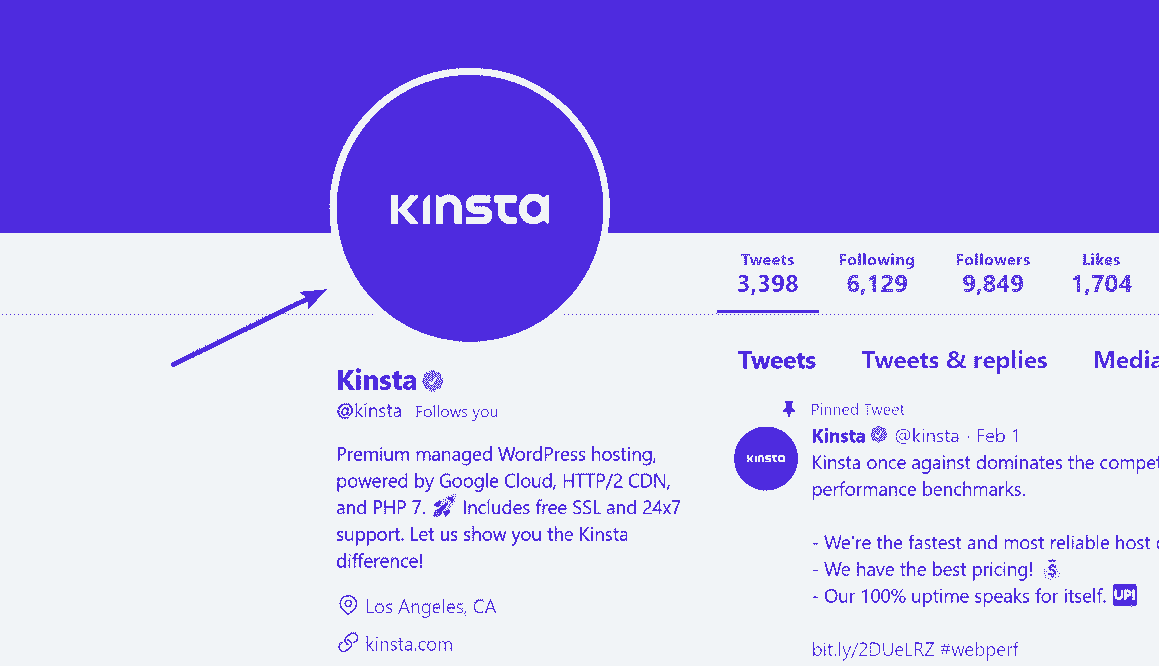 Kinsta
Tweets Following Followers Likes
3,398 6,129 9,849 1,704
Tweets Tweets & replies Media
Kinsta
@kinsta Follows you
Premium managed WordPress hosting,
powered by Google Cloud, HTTP/2 CDN,
and PHP 7. 🚀 Includes free SSL and 24x7
support. Let us show you the Kinsta
difference!
Los Angeles, CA
kinsta.com
Pinned Tweet
Kinsta
Kinsta @kinsta · Feb 1
Kinsta once against dominates the compet
performance benchmarks.
- We're the fastest and most reliable host
- We have the best pricing! 💰
- Our 100% uptime speaks for itself. UP!
bit.ly/2DUeLRZ #webperf